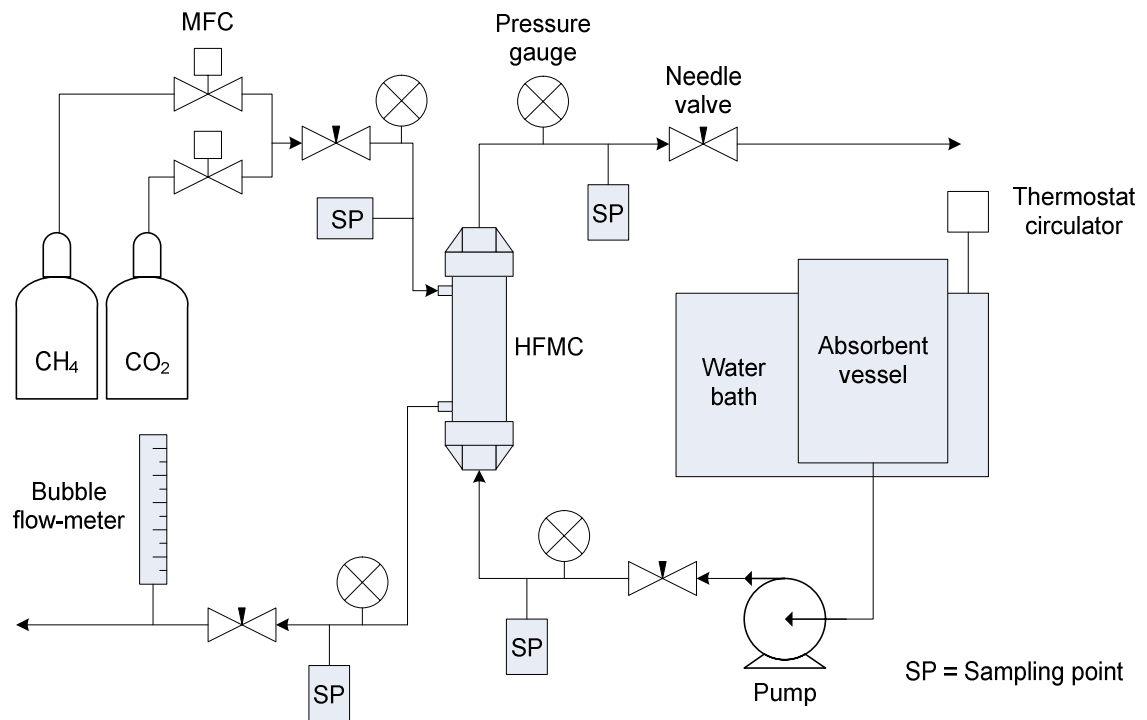 MFC
Pressure
gauge
Needle
valve
SP
SP
Thermostat
circulator
CH₄
CO₂
HFMC
Water
bath
Absorbent
vessel
Bubble
flow-meter
SP
SP
Pump
SP = Sampling point